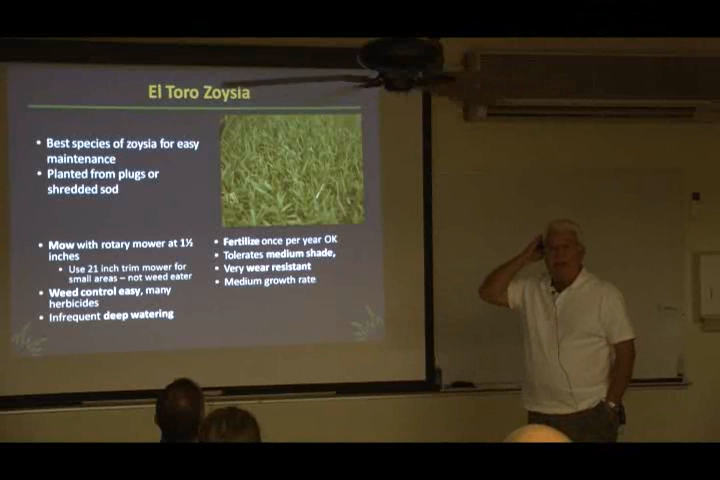 El Toro Zoysia
• Best species of zoysia for easy
maintenance
• Planted from plugs or
shredded sod
• Mow with rotary mower at 1½
inches
• Use 21 inch trim mower for
small areas – not weed eater
• Weed control easy, many
herbicides
• Infrequent deep watering
• Fertilize once per year OK
• Tolerates medium shade,
• Very wear resistant
• Medium growth rate